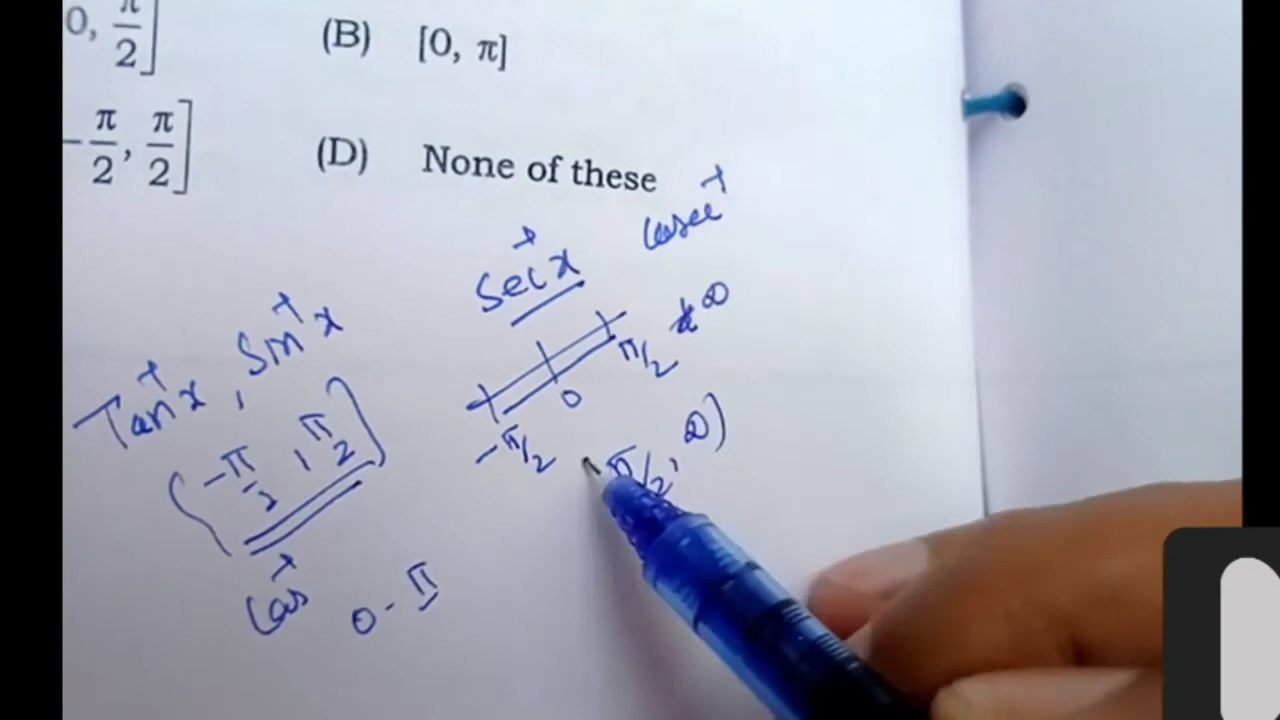 0, π/2]
(B) [0, π]
-π/2, π/2]
(D) None of these
Sec⁻¹x
Cosec⁻¹
Tan⁻¹x, Sin⁻¹x
(-π/2, π/2)
-π/2 0 π/2 ∞
π/2, ∞)
Cos⁻¹ 0 - π